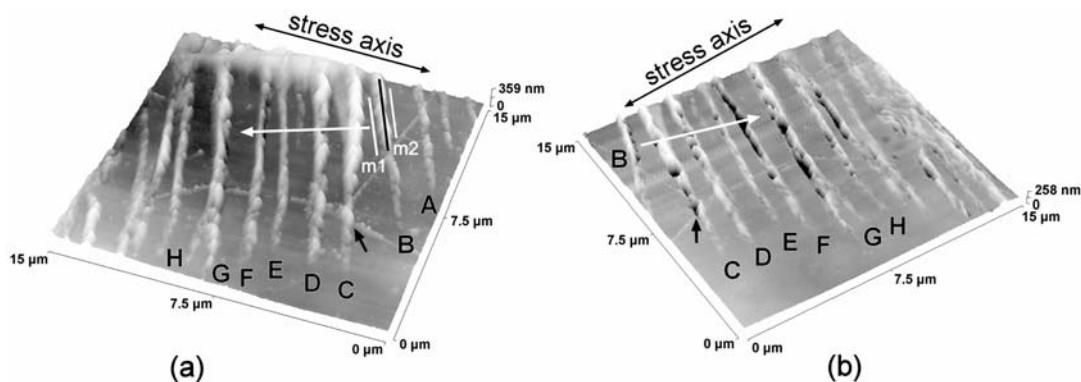 stress axis
359 nm
0
15 µm
m1
m2
A
7.5 µm
B
H
G
F
E
D
C
15 µm
7.5 µm
0 µm
0 µm
(a)
stress axis
15 µm
B
258 nm
0
15 µm
7.5 µm
C
D
E
F
G
H
7.5 µm
0 µm
0 µm
(b)